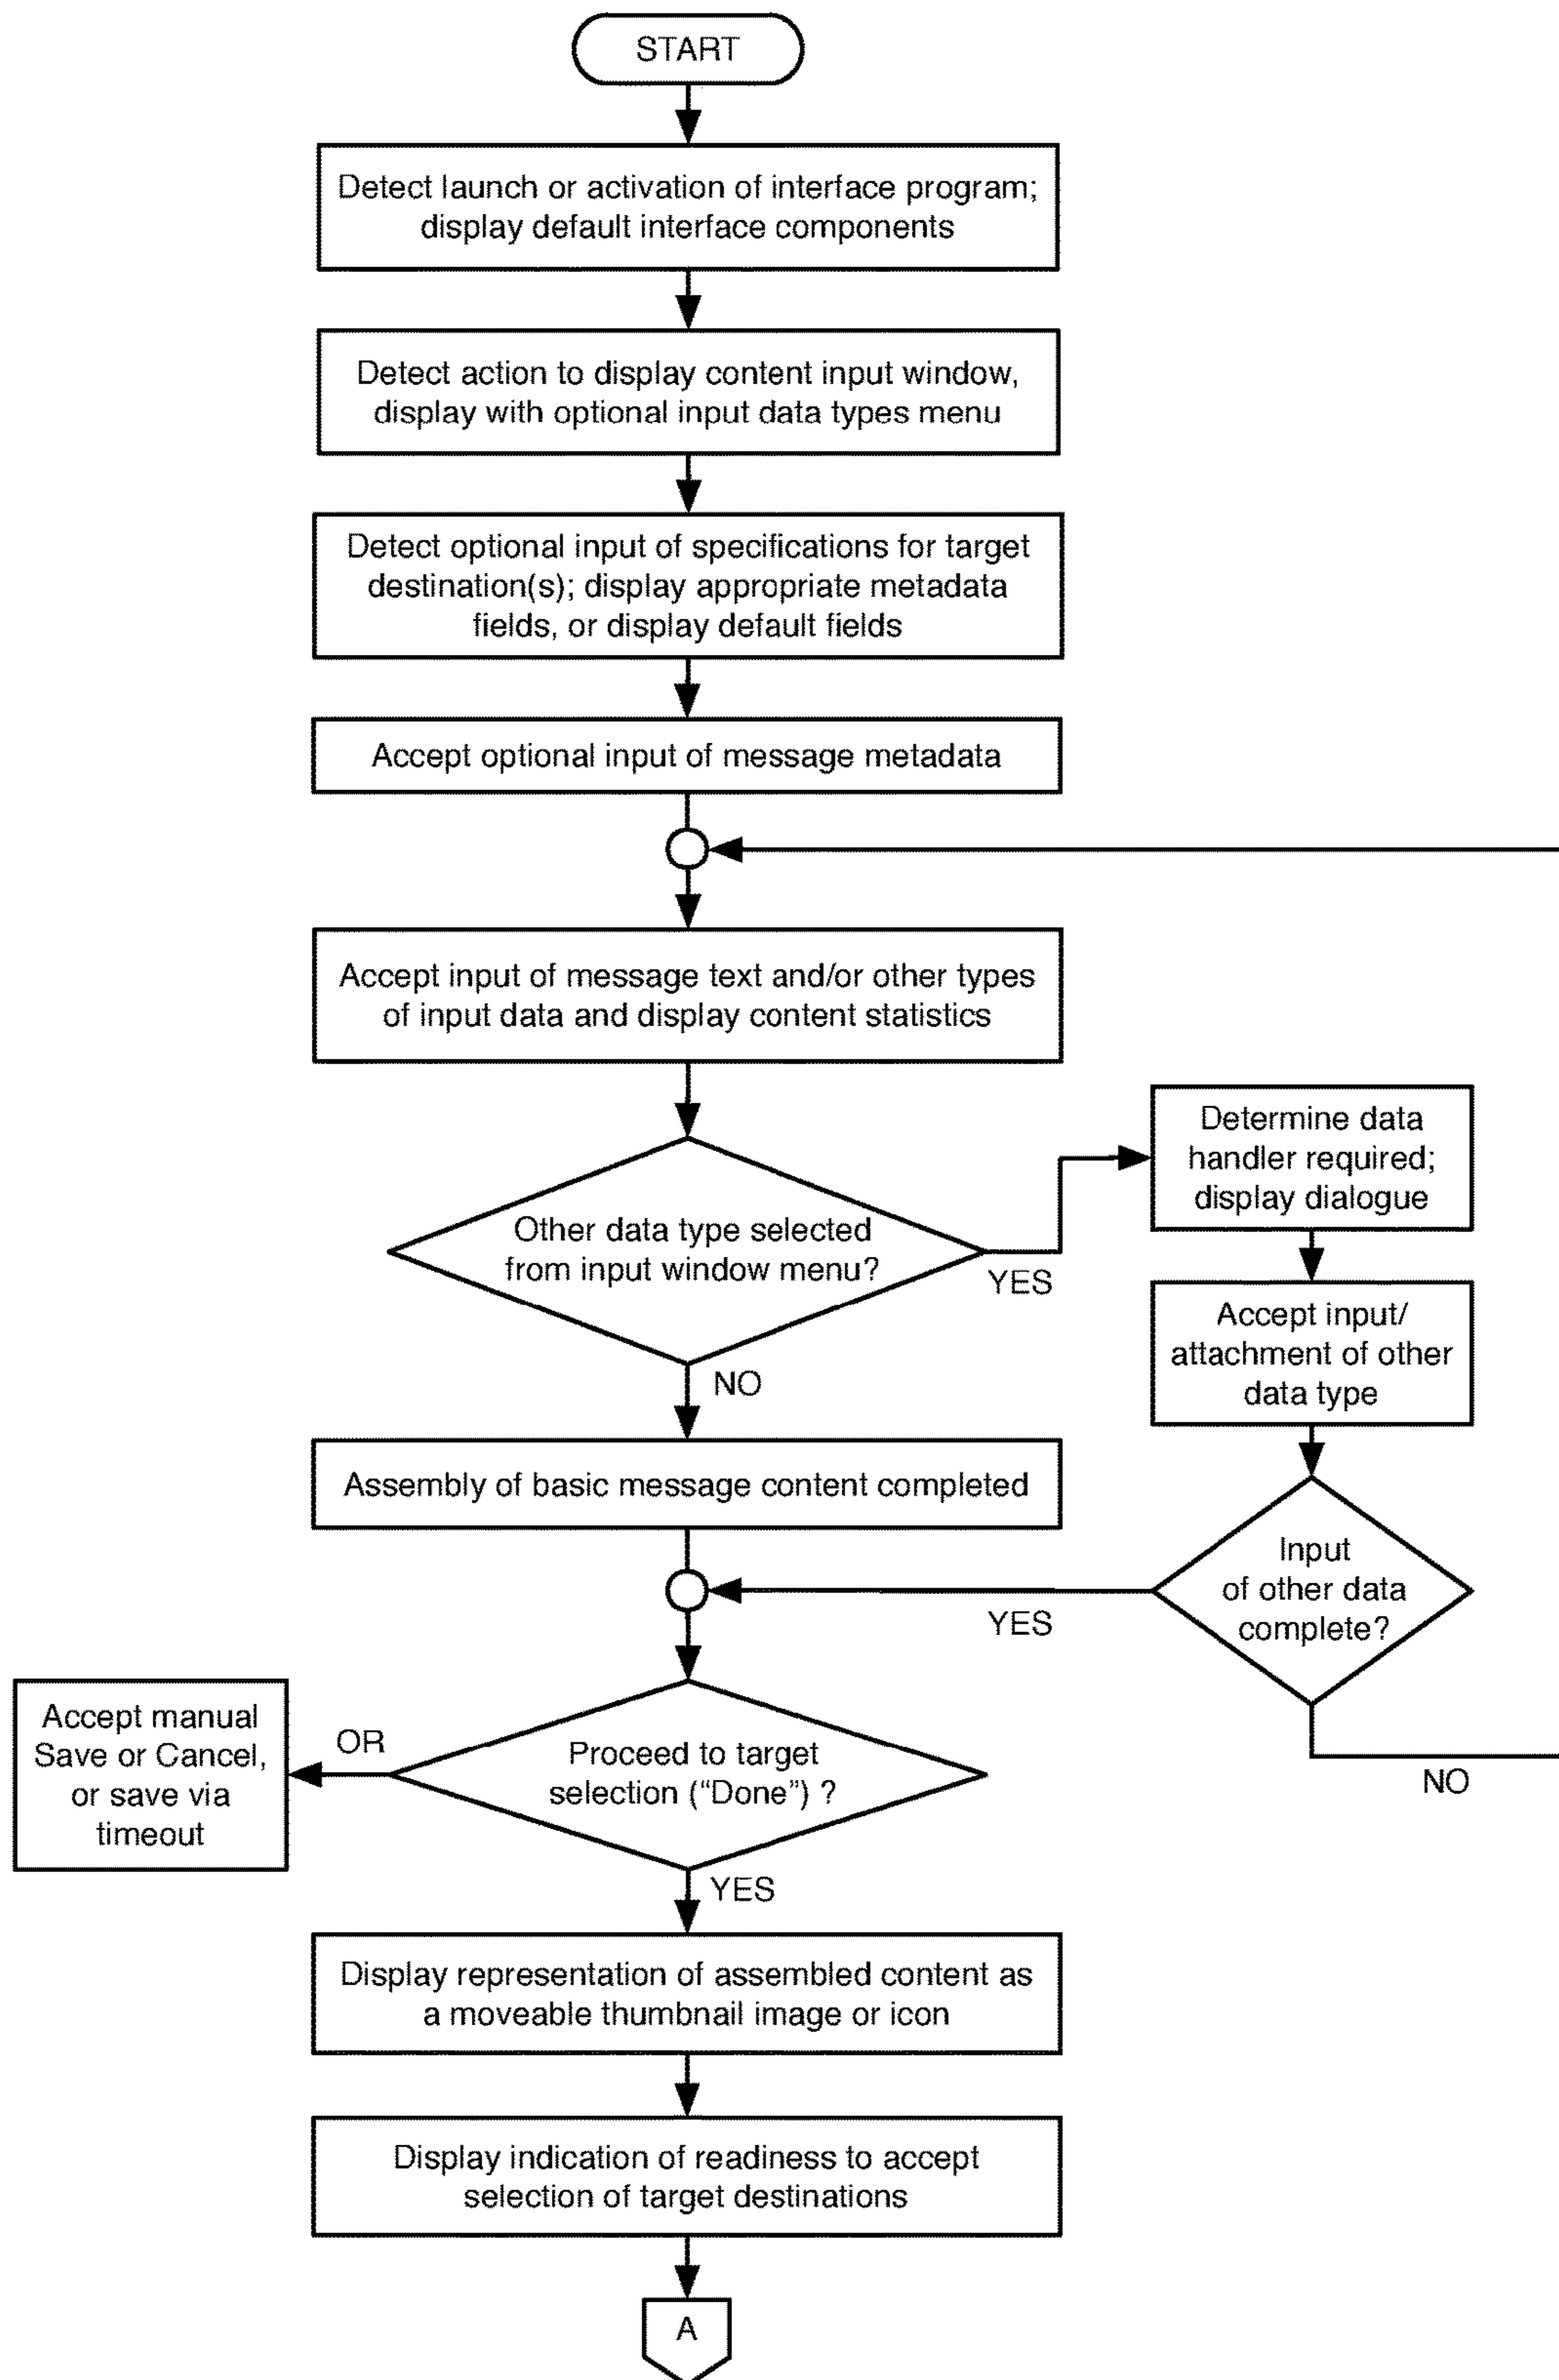 START
Detect launch or activation of interface program;
display default interface components
Detect action to display content input window,
display with optional input data types menu
Detect optional input of specifications for target
destination(s); display appropriate metadata
fields, or display default fields
Accept optional input of message metadata
Accept input of message text and/or other types
of input data and display content statistics
Other data type selected
from input window menu?
YES
Determine data
handler required;
display dialogue
Accept input/
attachment of other
data type
NO
Assembly of basic message content completed
Input
of other data
complete?
YES
NO
Proceed to target
selection (“Done”) ?
OR
Accept manual
Save or Cancel,
or save via
timeout
YES
Display representation of assembled content as
a moveable thumbnail image or icon
Display indication of readiness to accept
selection of target destinations
A